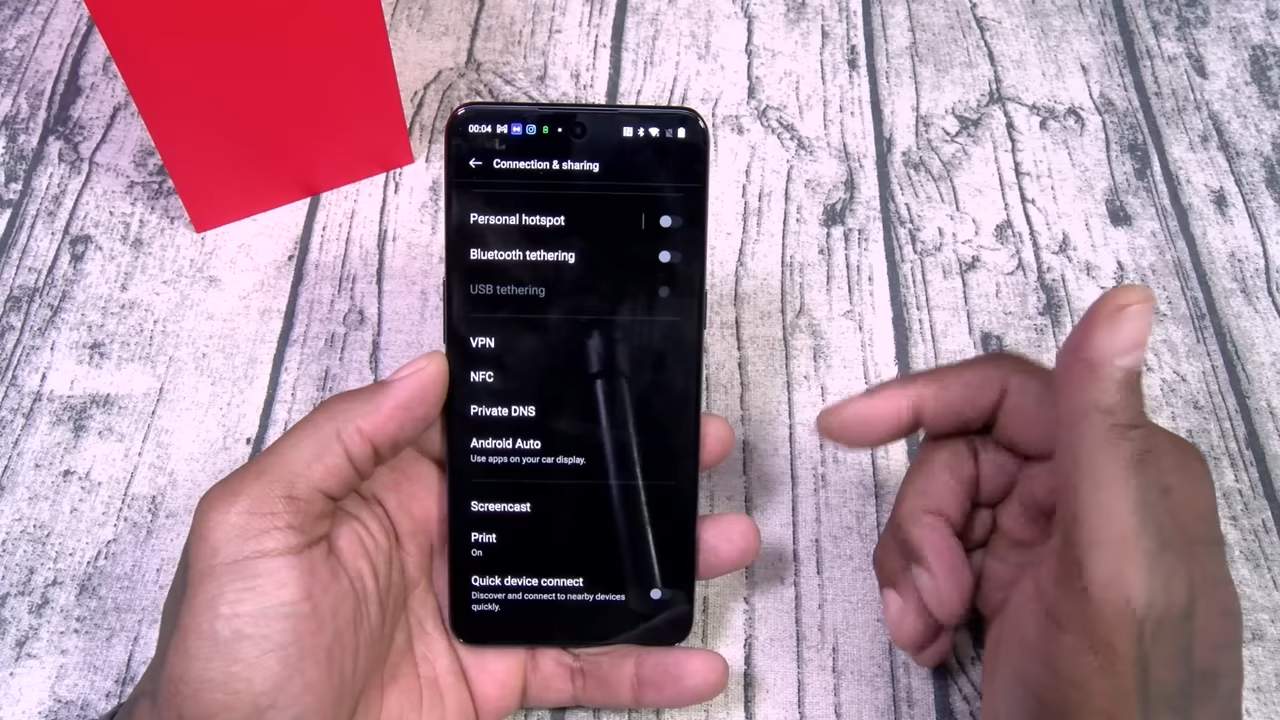 00:04
Connection & sharing
Personal hotspot
Bluetooth tethering
USB tethering
VPN
NFC
Private DNS
Android Auto
Use apps on your car display.
Screencast
Print
On
Quick device connect
Discover and connect to nearby devices
quickly.